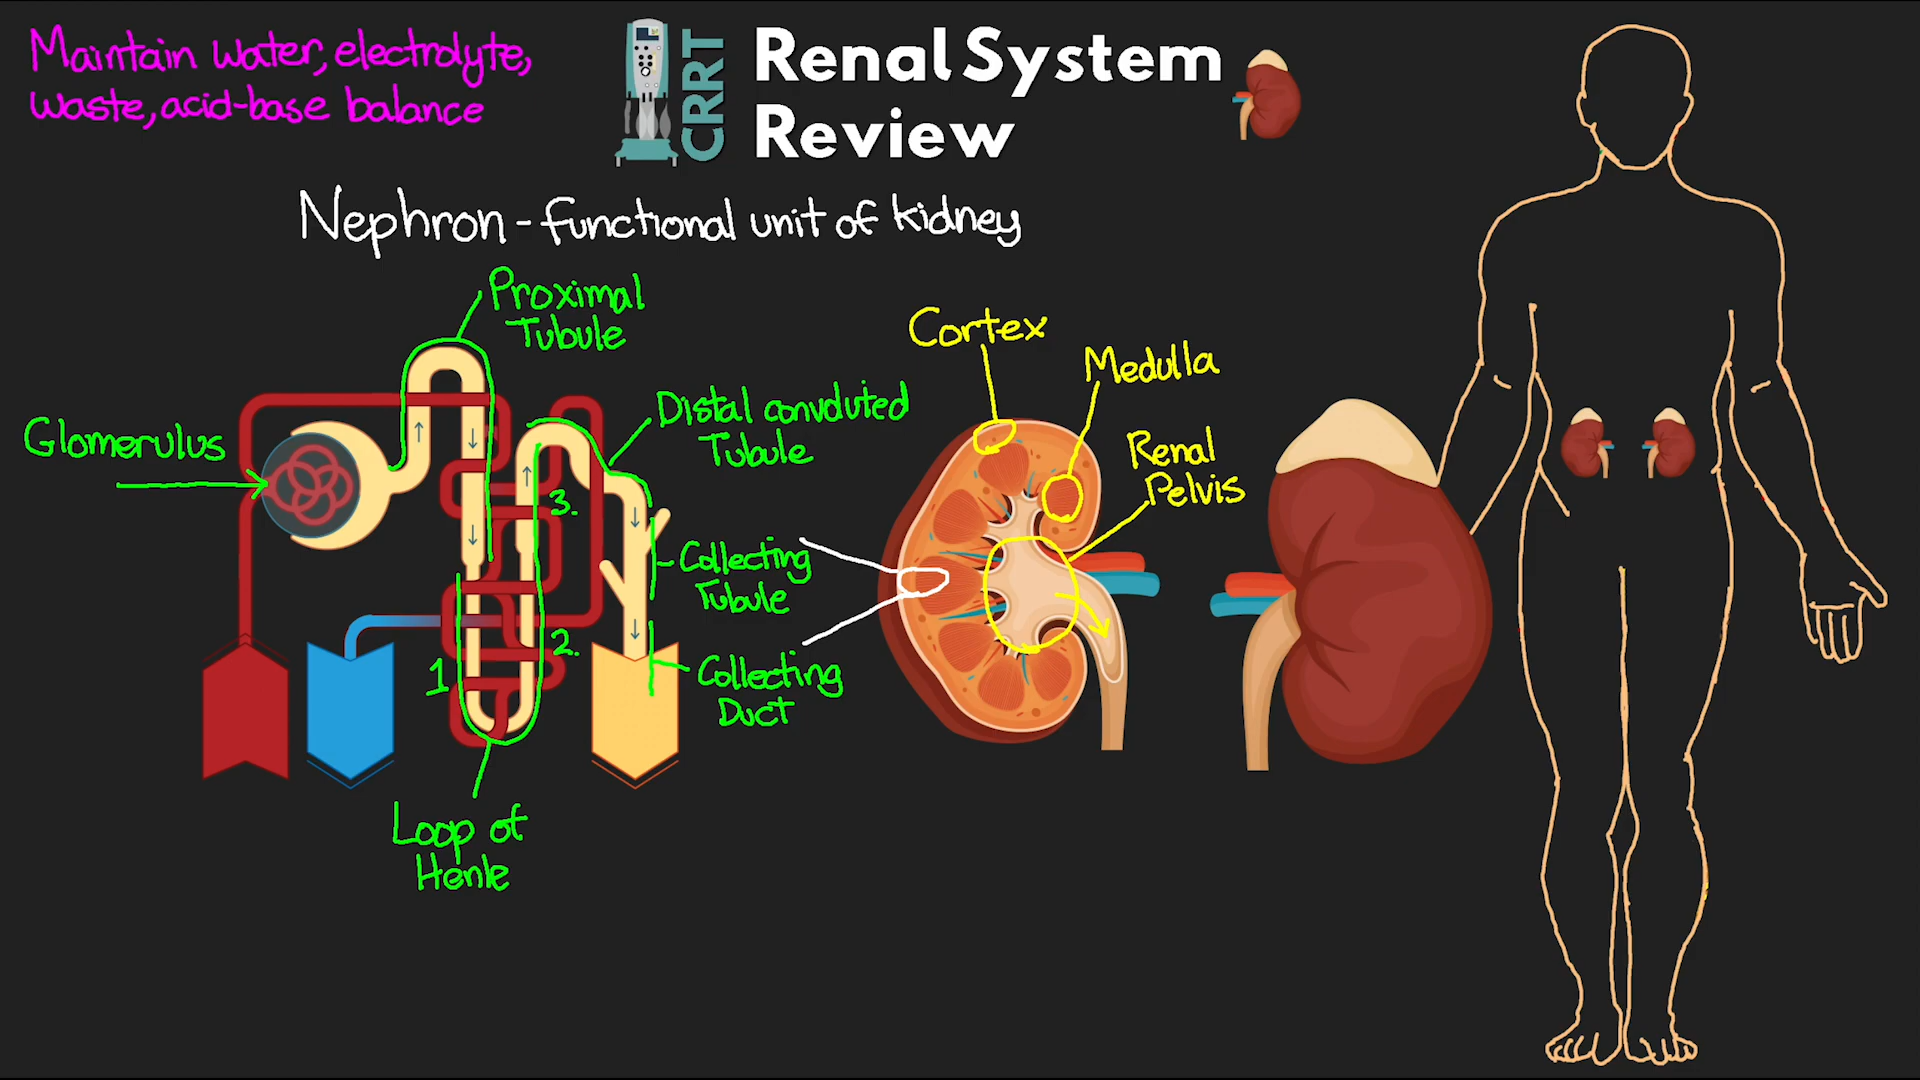 Maintain water, electrolyte,
waste, acid-base balance
CRRT
Renal System
Review
Nephron - functional unit of kidney
Proximal
Tubule
Glomerulus
Distal convoluted
Tubule
3.
Collecting
Tubule
2.
1
Collecting
Duct
Loop of
Henle
Cortex
Medulla
Renal
Pelvis